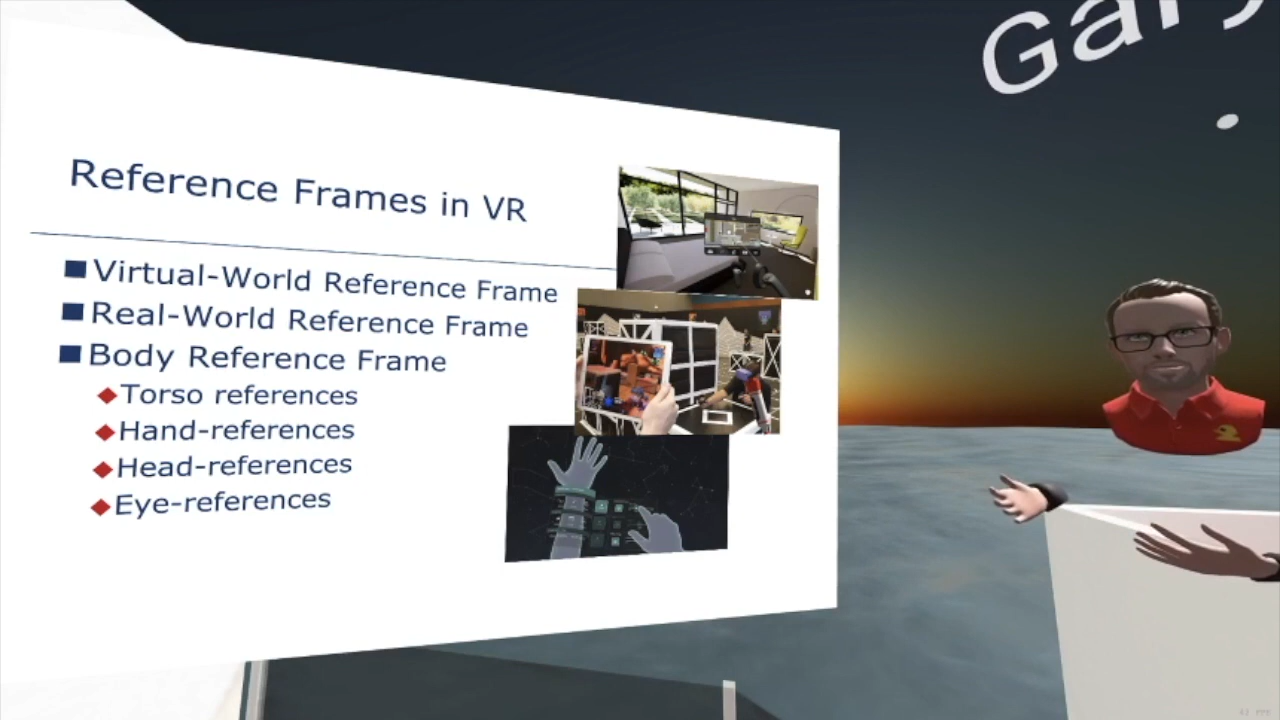 Gary
Reference Frames in VR
Virtual-World Reference Frame
Real-World Reference Frame
Body Reference Frame
Torso references
Hand-references
Head-references
Eye-references